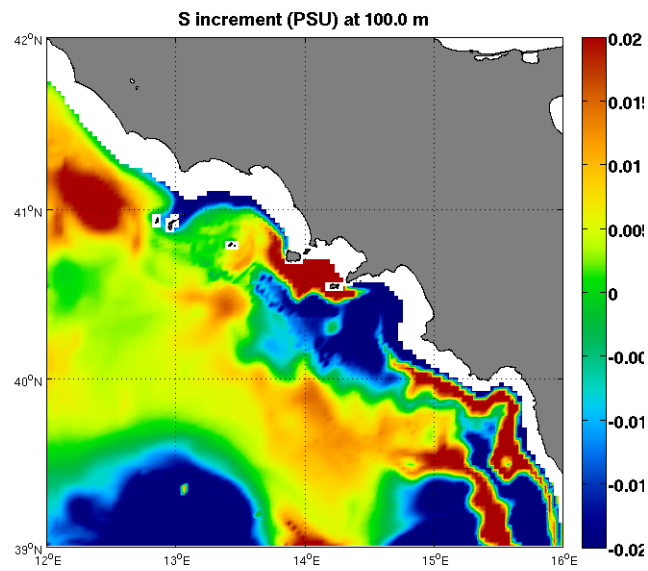 S increment (PSU) at 100.0 m
42°N
41°N
40°N
39°N
12°E
13°E
14°E
15°E
16°E
0.02
0.015
0.01
0.005
0
-0.00
-0.01
-0.01
-0.02